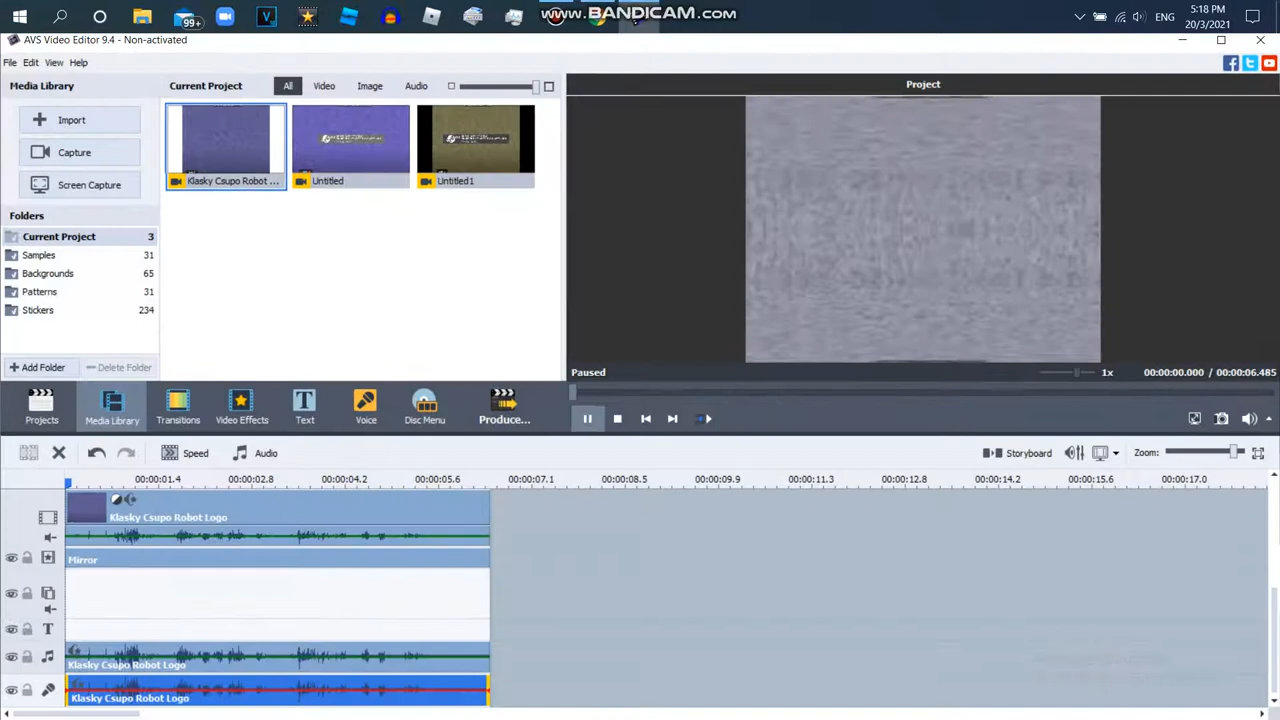 www.BANDICAM.com
99+
ENG
5:18 PM
20/3/2021
AVS Video Editor 9.4 - Non-activated
File Edit View Help
Media Library
Current Project
All Video Image Audio
Project
Import
Capture
Screen Capture
Klasky Csupo Robot ...
Untitled
Untitled1
Folders
Current Project 3
Samples 31
Backgrounds 65
Patterns 31
Stickers 234
Add Folder
Delete Folder
Paused
1x
00:00:00.000 / 00:00:06.485
Projects
Media Library
Transitions
Video Effects
Text
Voice
Disc Menu
Produce...
Speed
Audio
Storyboard
Zoom:
00:00:01.4 00:00:02.8 00:00:04.2 00:00:05.6 00:00:07.1 00:00:08.5 00:00:09.9 00:00:11.3 00:00:12.8 00:00:14.2 00:00:15.6 00:00:17.0
Klasky Csupo Robot Logo
Mirror
Klasky Csupo Robot Logo
Klasky Csupo Robot Logo